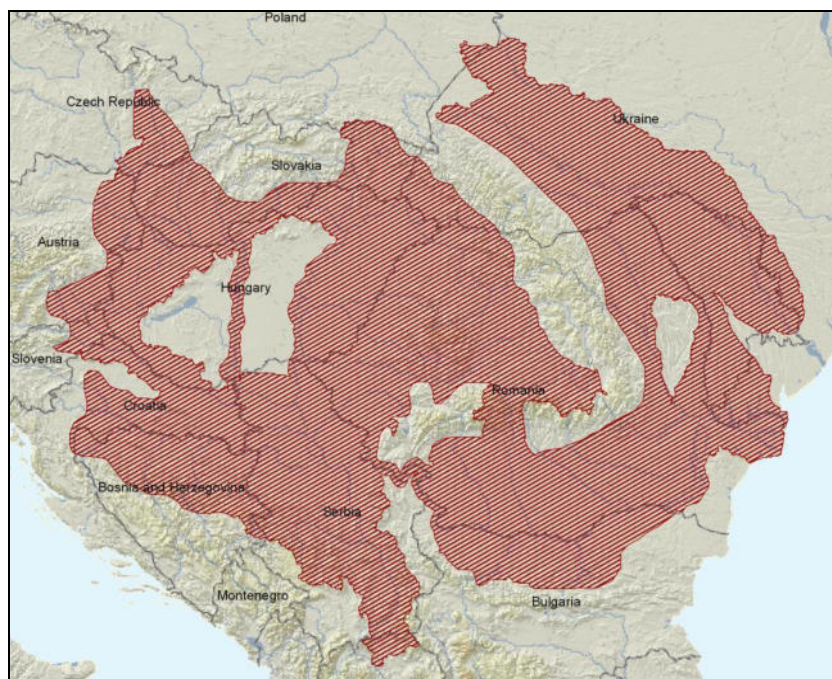 Poland
Czech Republic
Ukraine
Slovakia
Austria
Hungary
Slovenia
Romania
Croatia
Bosnia and Herzegovina
Serbia
Montenegro
Bulgaria